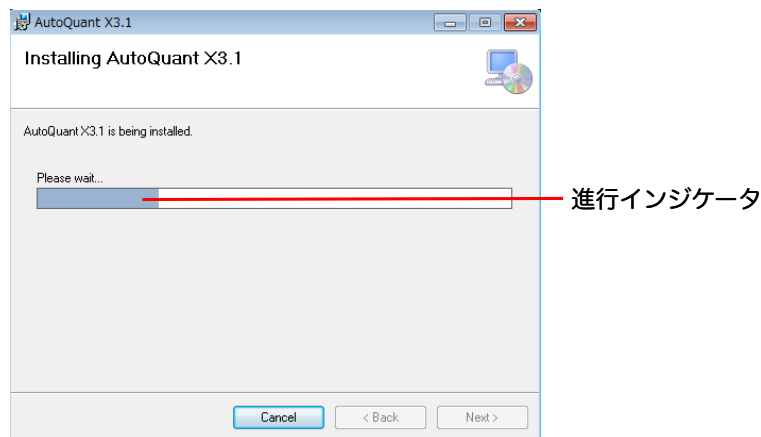 AutoQuant X3.1
Installing AutoQuant X3.1
AutoQuant X3.1 is being installed.
Please wait...
進行インジケータ
Cancel
< Back
Next >